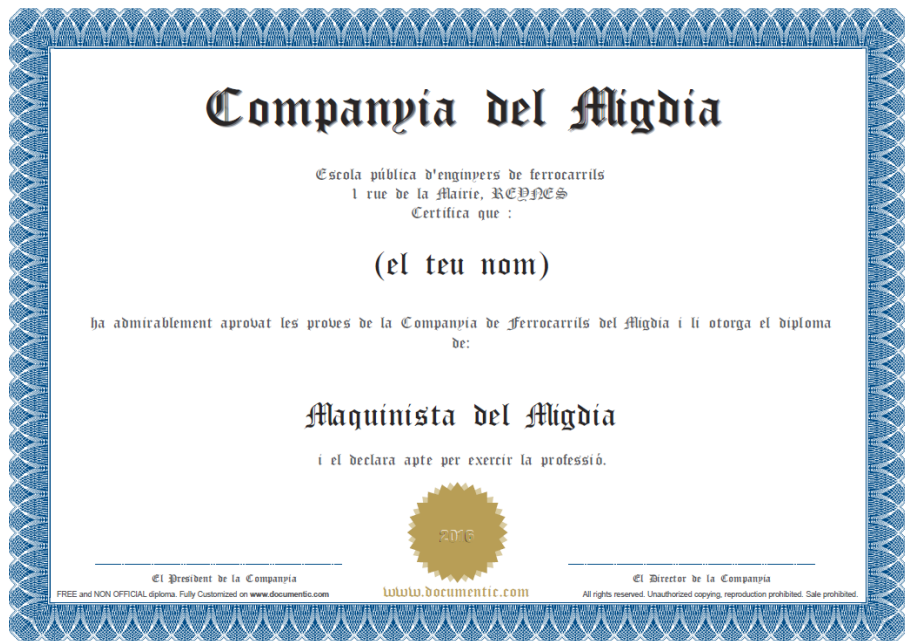 Companyia del Migdia
Escola pública d'enginyers de ferrocarrils
1 rue de la Mairie, REYNES
Certifica que :
(el teu nom)
ha admirablement aprovat les proves de la Companyia de Ferrocarrils del Migdia i li otorga el diploma
de:
Maquinista del Migdia
i el declara apte per exercir la professió.
2016
El President de la Companyia
El Director de la Companyia
FREE and NON OFFICIAL diploma. Fully Customized on www.documentic.com
www.documentic.com
All rights reserved. Unauthorized copying, reproduction prohibited. Sale prohibited.